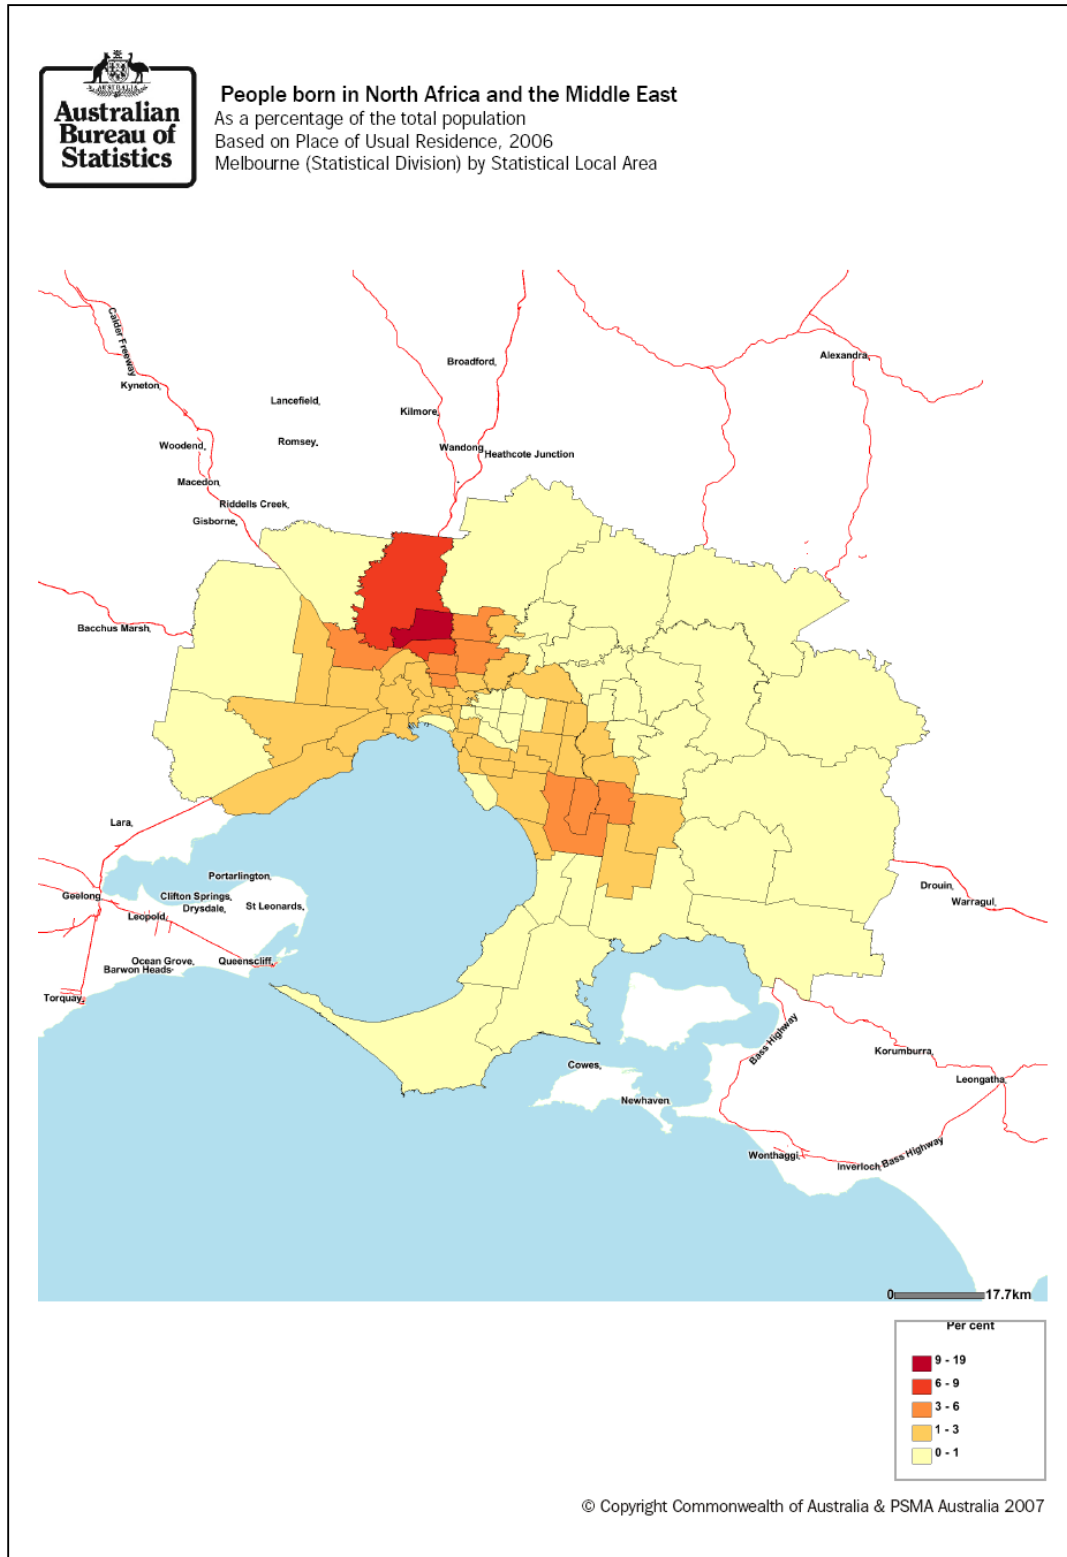 AUSTRALIA
Australian
Bureau of
Statistics
People born in North Africa and the Middle East
As a percentage of the total population
Based on Place of Usual Residence, 2006
Melbourne (Statistical Division) by Statistical Local Area
Calder Freeway
Alexandra
Broadford
Kyneton
Lancefield
Kilmore
Romsey
Woodend
Wandong
Heathcote Junction
Macedon
Riddells Creek
Gisborne
Bacchus Marsh
Lara
Portarlington
Drouin
Geelong
Clifton Springs
Warragul
Drysdale
St Leonards
Leopold
Ocean Grove
Queenscliff
Barwon Heads
Torquay
Bass Highway
Korumburra
Cowes
Leongatha
Newhaven
Wonthaggi
Inverloch
Bass Highway
0 17.7km
Per cent
9 - 19
6 - 9
3 - 6
1 - 3
0 - 1
© Copyright Commonwealth of Australia & PSMA Australia 2007